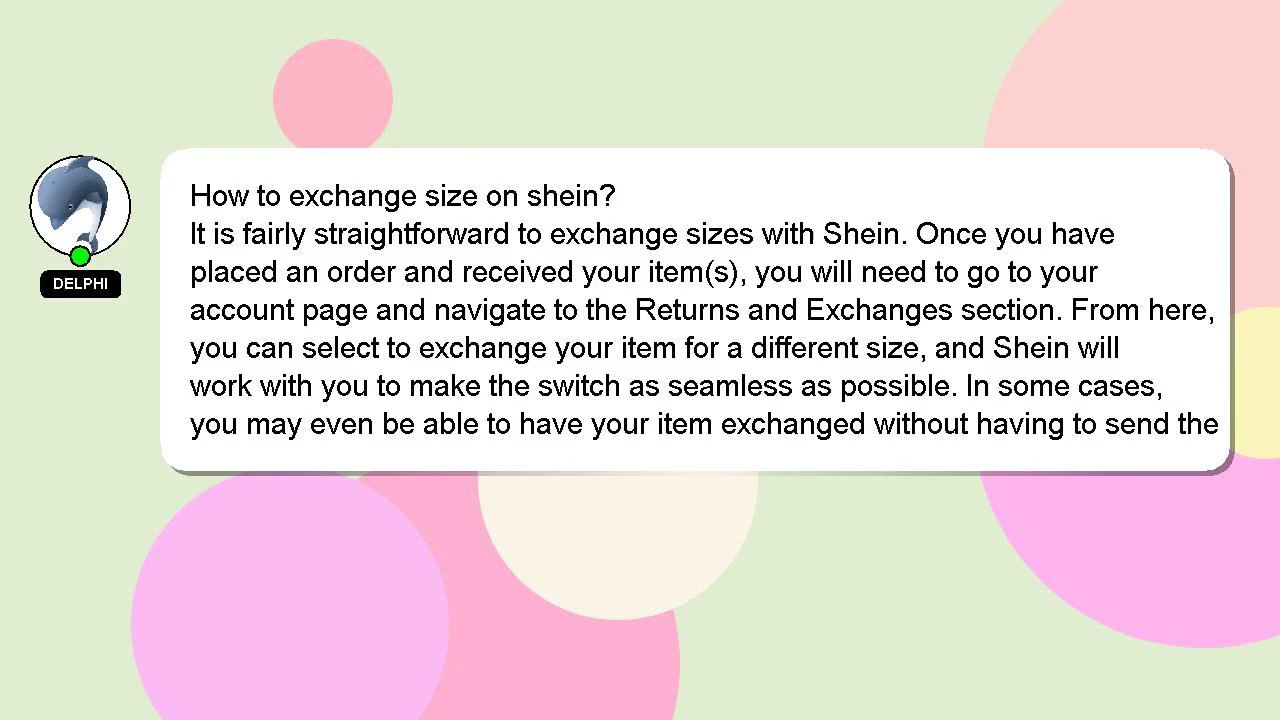 How to exchange size on shein?
It is fairly straightforward to exchange sizes with Shein. Once you have
placed an order and received your item(s), you will need to go to your
account page and navigate to the Returns and Exchanges section. From here,
you can select to exchange your item for a different size, and Shein will
work with you to make the switch as seamless as possible. In some cases,
you may even be able to have your item exchanged without having to send the
DELPHI